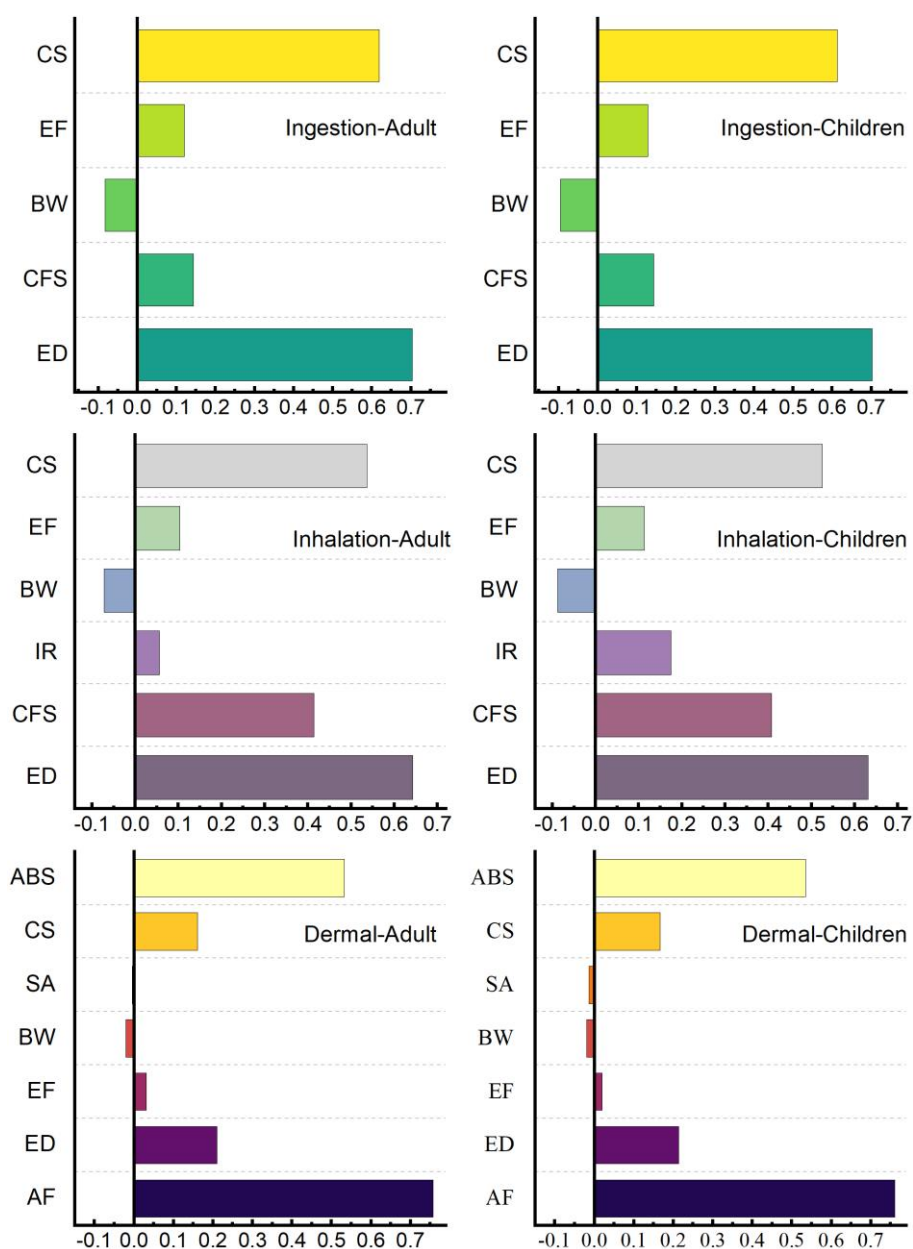 CS
EF
BW
CFS
ED
Ingestion-Adult
-0.1 0.0 0.1 0.2 0.3 0.4 0.5 0.6 0.7
CS
EF
BW
CFS
ED
Ingestion-Children
-0.1 0.0 0.1 0.2 0.3 0.4 0.5 0.6 0.7
CS
EF
BW
IR
CFS
ED
Inhalation-Adult
-0.1 0.0 0.1 0.2 0.3 0.4 0.5 0.6 0.7
CS
EF
BW
IR
CFS
ED
Inhalation-Children
-0.1 0.0 0.1 0.2 0.3 0.4 0.5 0.6 0.7
ABS
CS
SA
BW
EF
ED
AF
Dermal-Adult
-0.1 0.0 0.1 0.2 0.3 0.4 0.5 0.6 0.7
ABS
CS
SA
BW
EF
ED
AF
Dermal-Children
-0.1 0.0 0.1 0.2 0.3 0.4 0.5 0.6 0.7